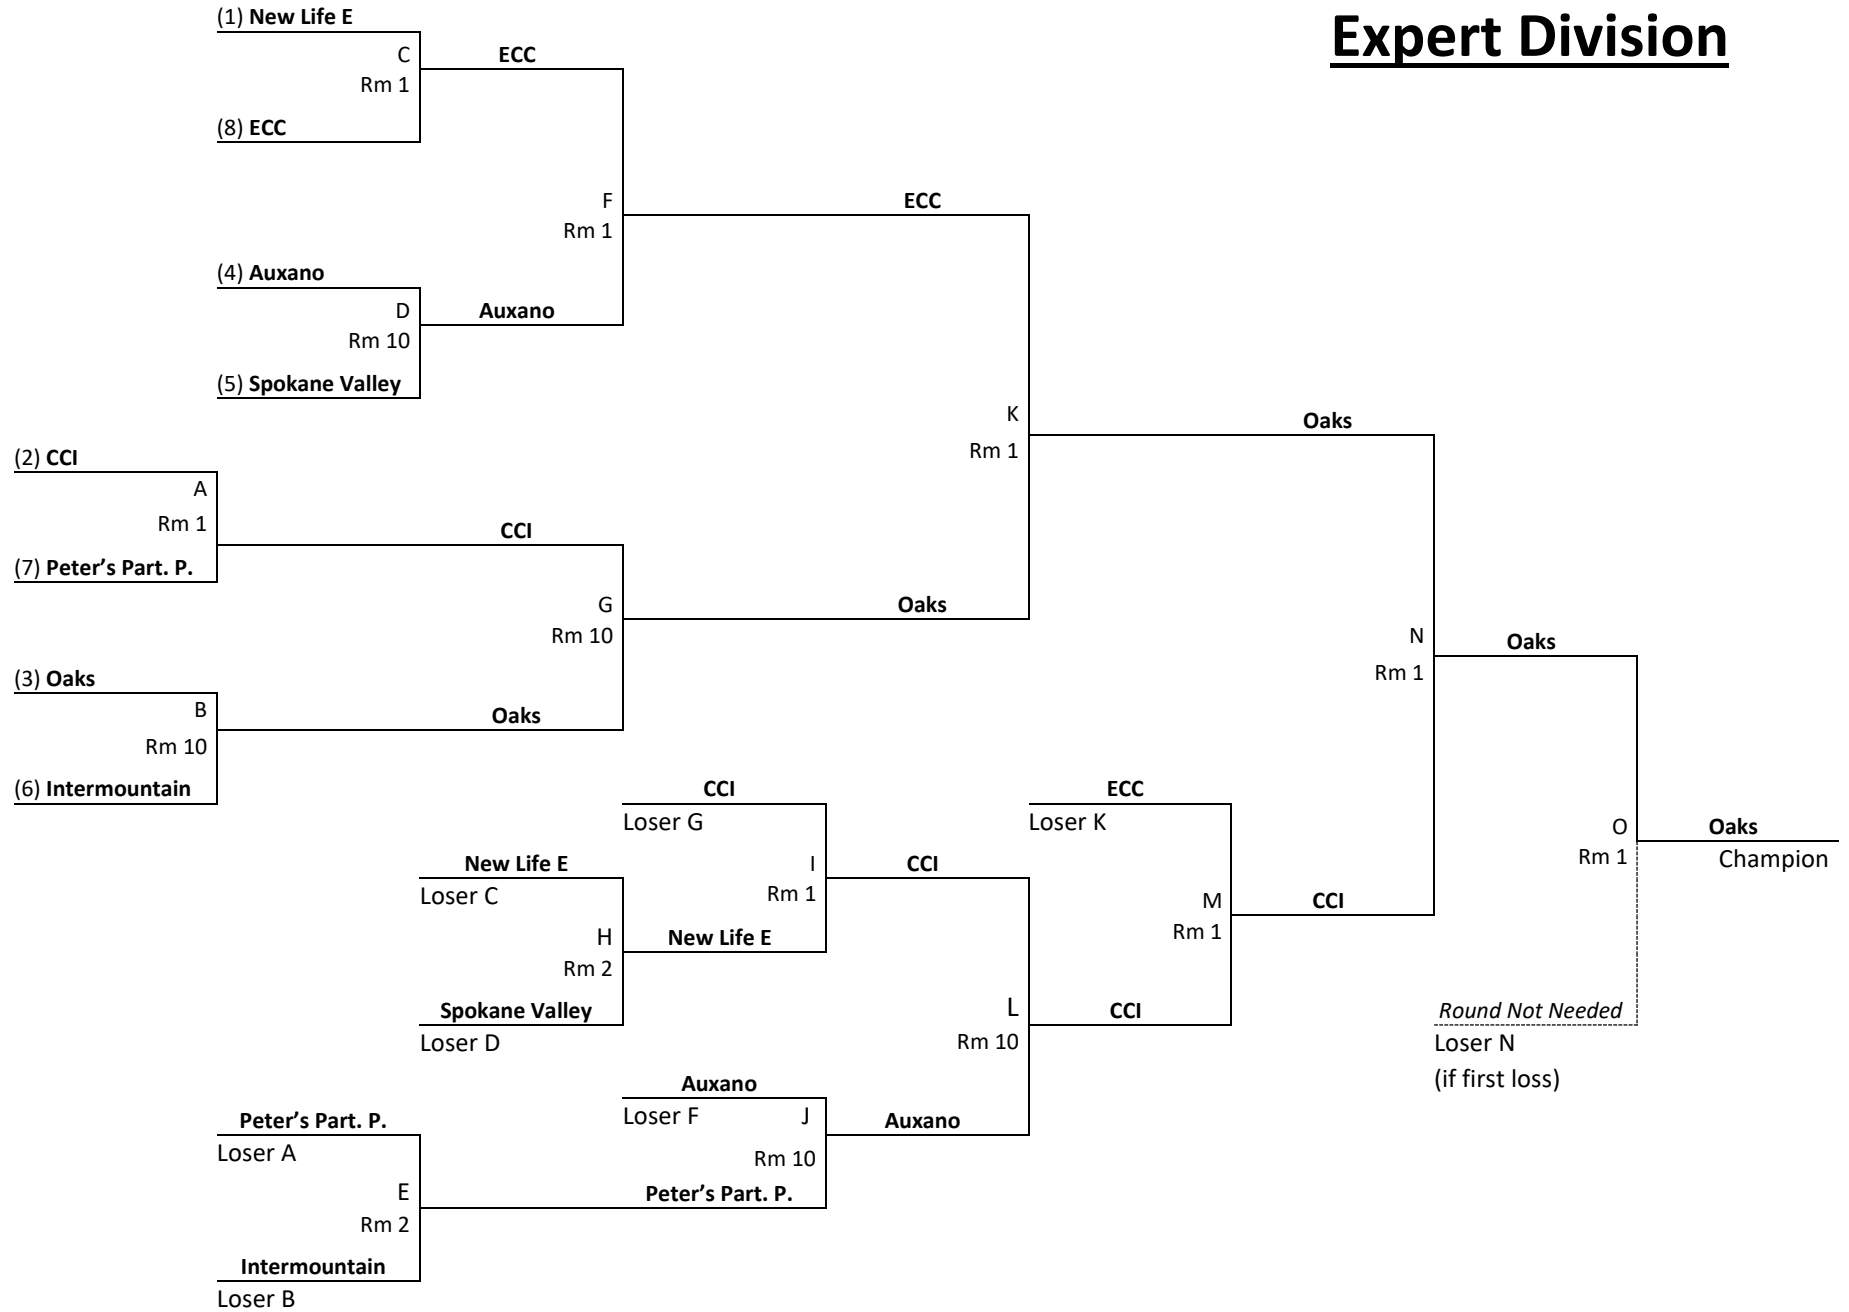 Expert Division
(1) New Life E
C
ECC
Rm 1
(8) ECC
F
ECC
Rm 1
(4) Auxano
D
Auxano
Rm 10
(5) Spokane Valley
K
Oaks
Rm 1
(2) CCI
A
Rm 1
CCI
(7) Peter’s Part. P.
G
Oaks
Rm 10
N
Oaks
Rm 1
(3) Oaks
B
Oaks
Rm 10
(6) Intermountain
CCI
ECC
Loser G
Loser K
O
Oaks
Rm 1
Champion
New Life E
I
CCI
Loser C
Rm 1
M
CCI
Rm 1
H
New Life E
Rm 2
Spokane Valley
L
CCI
Round Not Needed
Loser D
Rm 10
Loser N
(if first loss)
Auxano
Loser F
J
Auxano
Peter’s Part. P.
Loser A
Rm 10
E
Peter’s Part. P.
Rm 2
Intermountain
Loser B